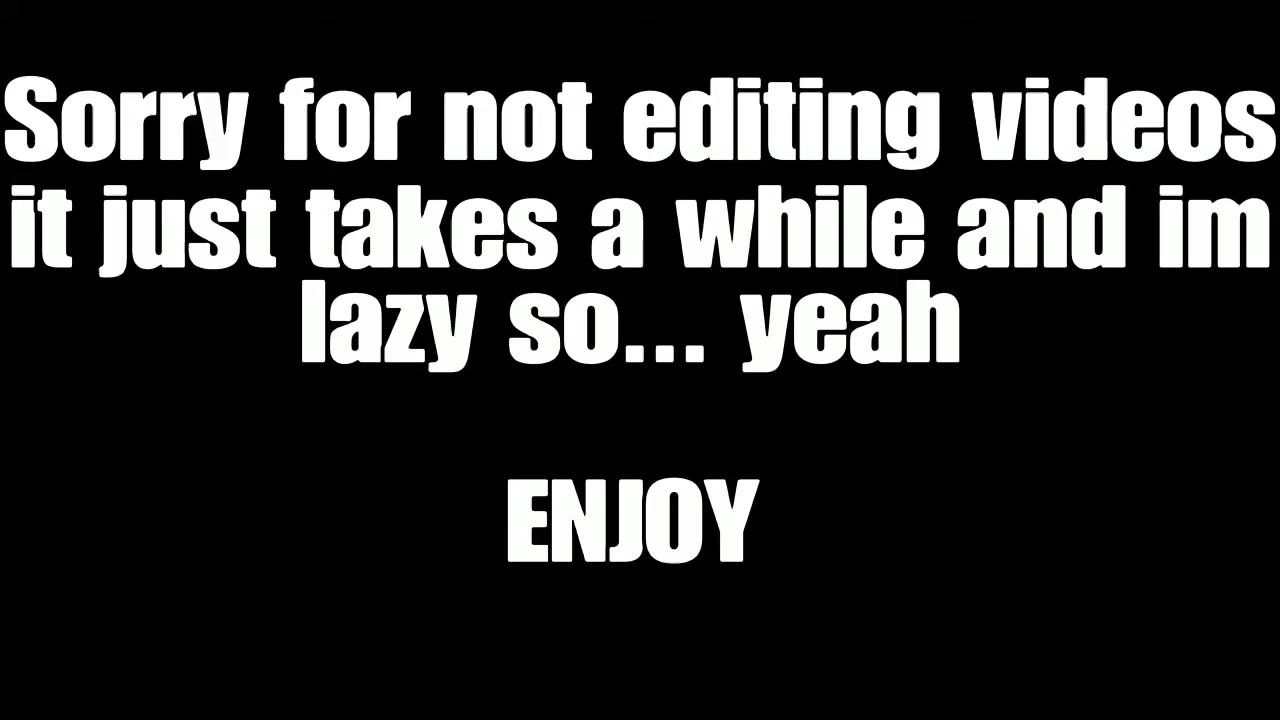 Sorry for not editing videos
it just takes a while and im
lazy so... yeah
ENJOY